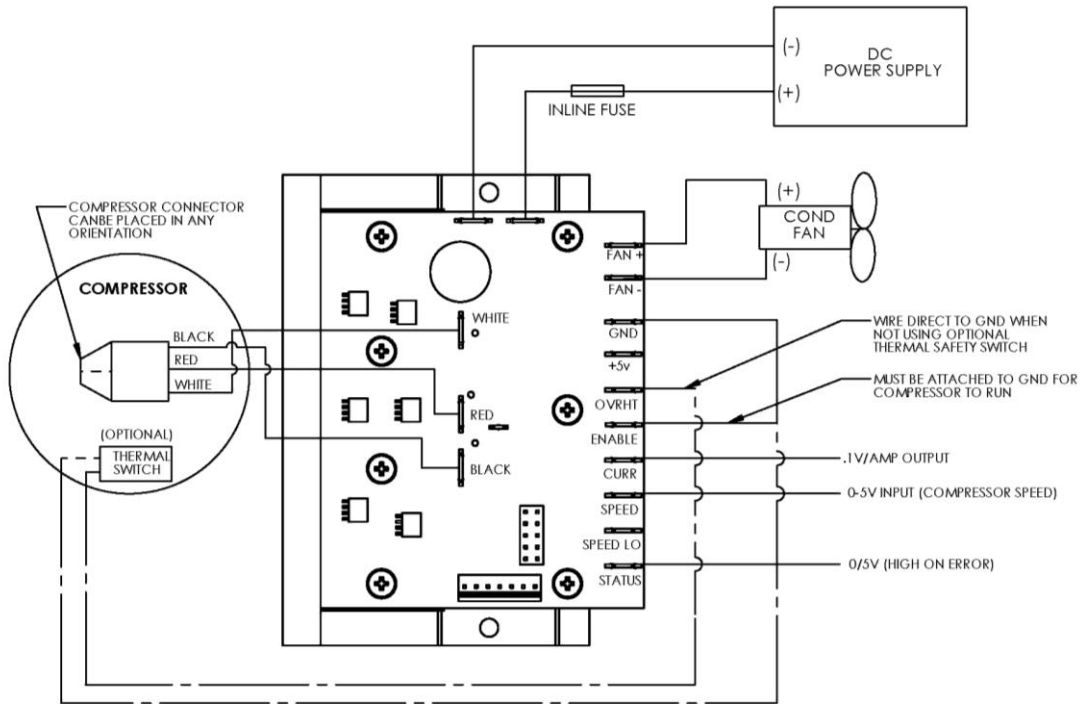 (-)
DC
POWER SUPPLY
(+)
INLINE FUSE
COMPRESSOR CONNECTOR
CANBE PLACED IN ANY
ORIENTATION
COMPRESSOR
BLACK
RED
WHITE
(OPTIONAL)
THERMAL
SWITCH
WHITE
RED
BLACK
(+)
COND
FAN
(-)
FAN +
FAN -
GND
+5v
OVRHT
ENABLE
CURR
SPEED
SPEED LO
STATUS
WIRE DIRECT TO GND WHEN
NOT USING OPTIONAL
THERMAL SAFETY SWITCH
MUST BE ATTACHED TO GND FOR
COMPRESSOR TO RUN
.1V/AMP OUTPUT
0-5V INPUT (COMPRESSOR SPEED)
0/5V (HIGH ON ERROR)